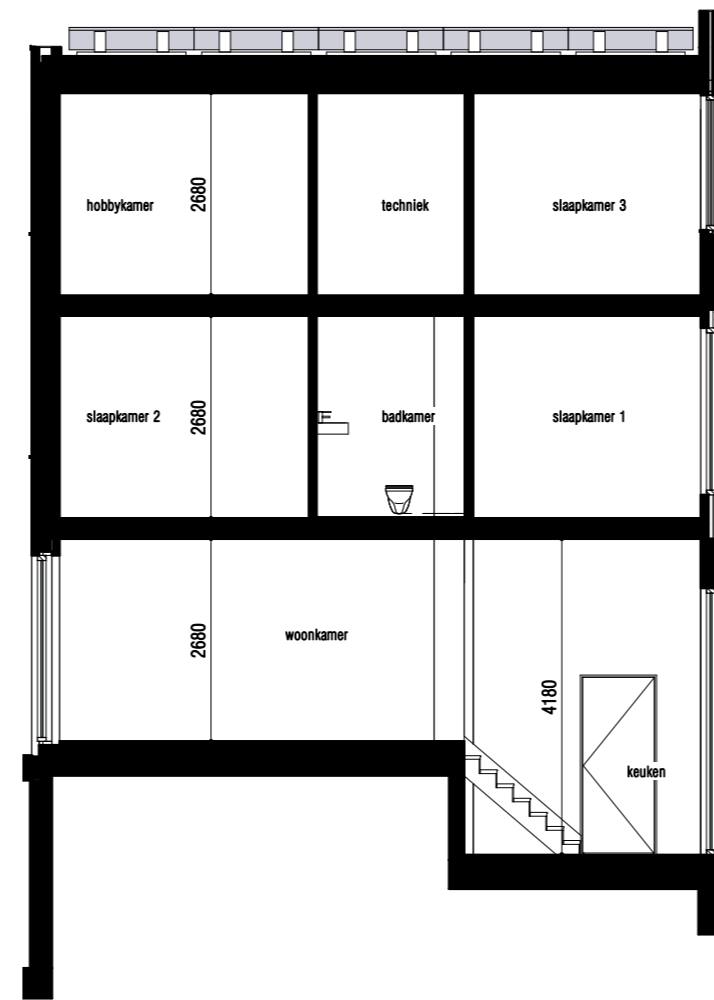 hobbykamer
2680
techniek
slaapkamer 3
slaapkamer 2
2680
badkamer
slaapkamer 1
2680
woonkamer
4180
keuken